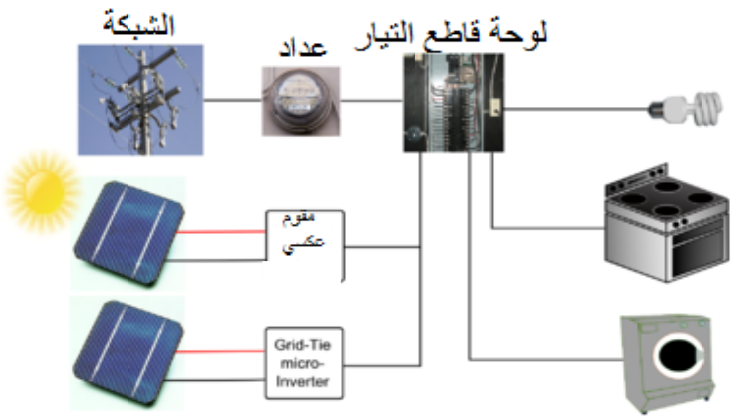 الشبكة
عداد
لوحة قاطع التيار
مقوم
عكسي
Grid-Tie
micro-
Inverter